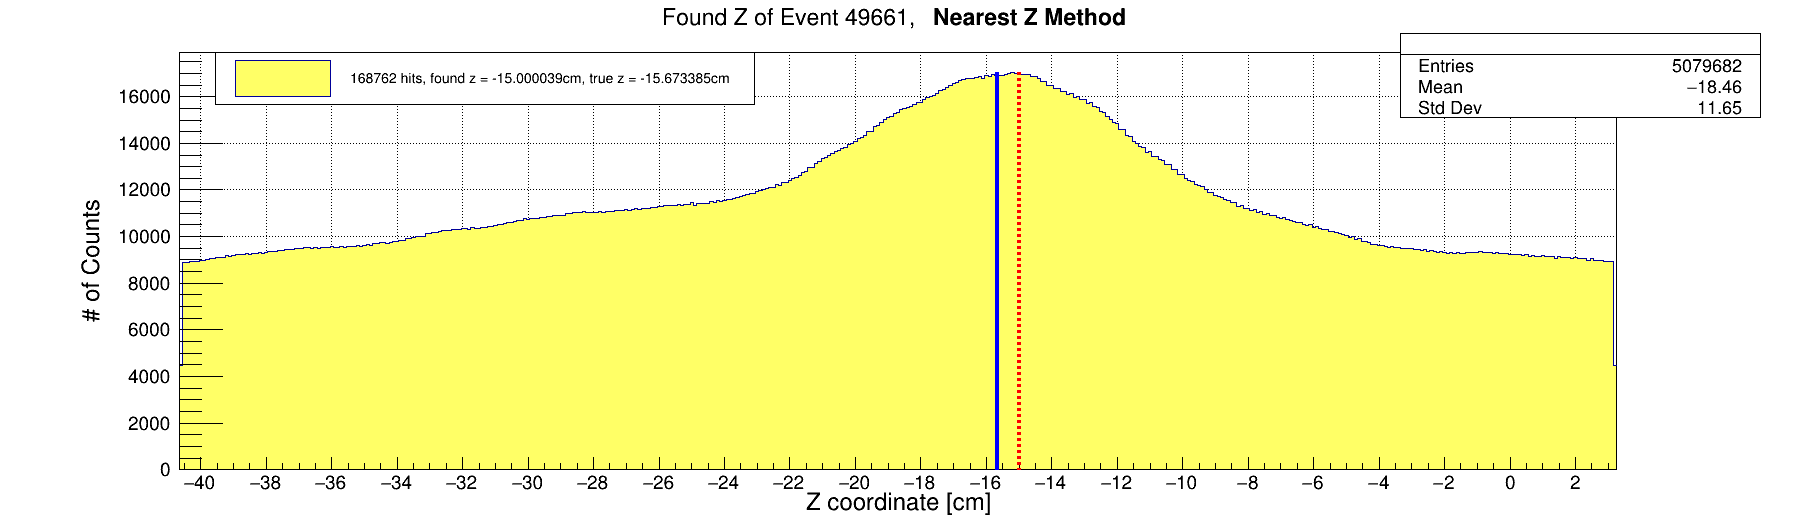 Found Z of Event 49661, Nearest Z Method
168762 hits, found z = -15.000039cm, true z = -15.673385cm
Entries 5079682
Mean −18.46
Std Dev 11.65
# of Counts
16000
14000
12000
10000
8000
6000
4000
2000
0
−40 −38 −36 −34 −32 −30 −28 −26 −24 −22 −20 −18 −16 −14 −12 −10 −8 −6 −4 −2 0 2
Z coordinate [cm]